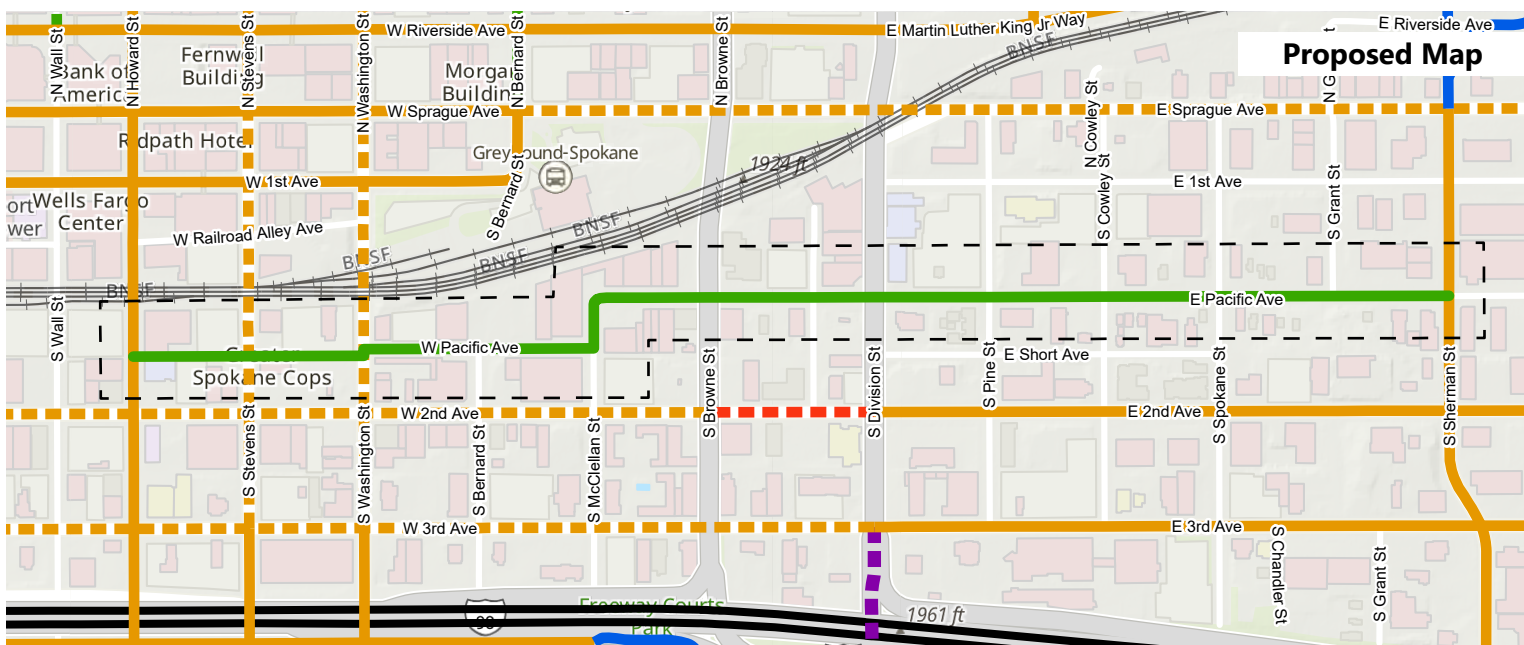 Proposed Map
N Wall St
N Howard St
N Stevens St
N Washington St
W Riverside Ave
N Bernard St
N Browne St
E Martin Luther King Jr Way
E Riverside Ave
BNSF
Bank of
America
Fernwell
Building
Morgan
Building
W Sprague Ave
E Sprague Ave
N Cowley St
Ridpath Hotel
Greyhound-Spokane
1924 ft
W 1st Ave
E 1st Ave
S Bernard St
S Cowley St
S Grant St
Wells Fargo
Center
W Railroad Alley Ave
BNSF
BNSF
BNSF
BNSF
S Wall St
E Pacific Ave
W Pacific Ave
Greater
Spokane Cops
E Short Ave
S Browne St
S Division St
S Pine St
S Spokane St
S Sherman St
W 2nd Ave
E 2nd Ave
S Stevens St
S Washington St
S Bernard St
S McClellan St
W 3rd Ave
E 3rd Ave
S Chandler St
S Grant St
Freeway Courts
Park
90
1961 ft